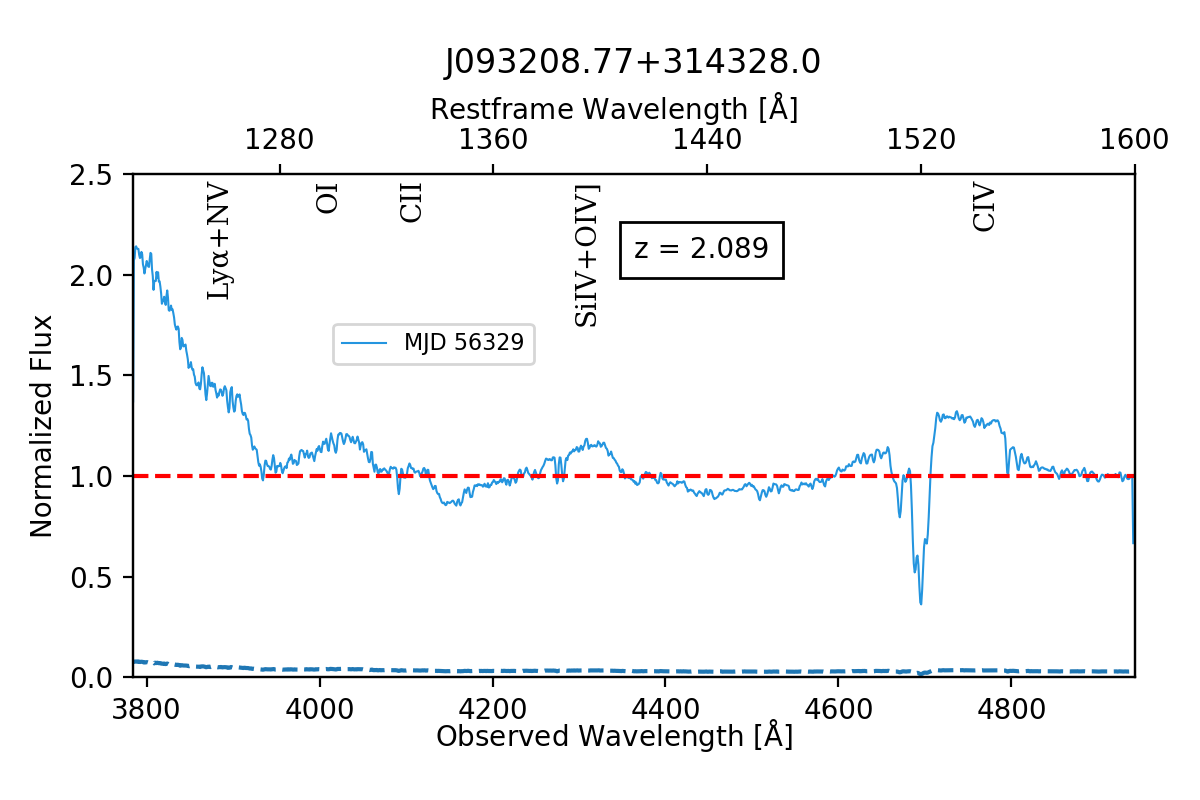 J093208.77+314328.0
Restframe Wavelength [Å]
1280 1360 1440 1520 1600
2.5
2.0
1.5
1.0
0.5
0.0
Normalized Flux
Lyα+NV
OI
CII
SiIV+OIV]
CIV
z = 2.089
MJD 56329
3800 4000 4200 4400 4600 4800
Observed Wavelength [Å]